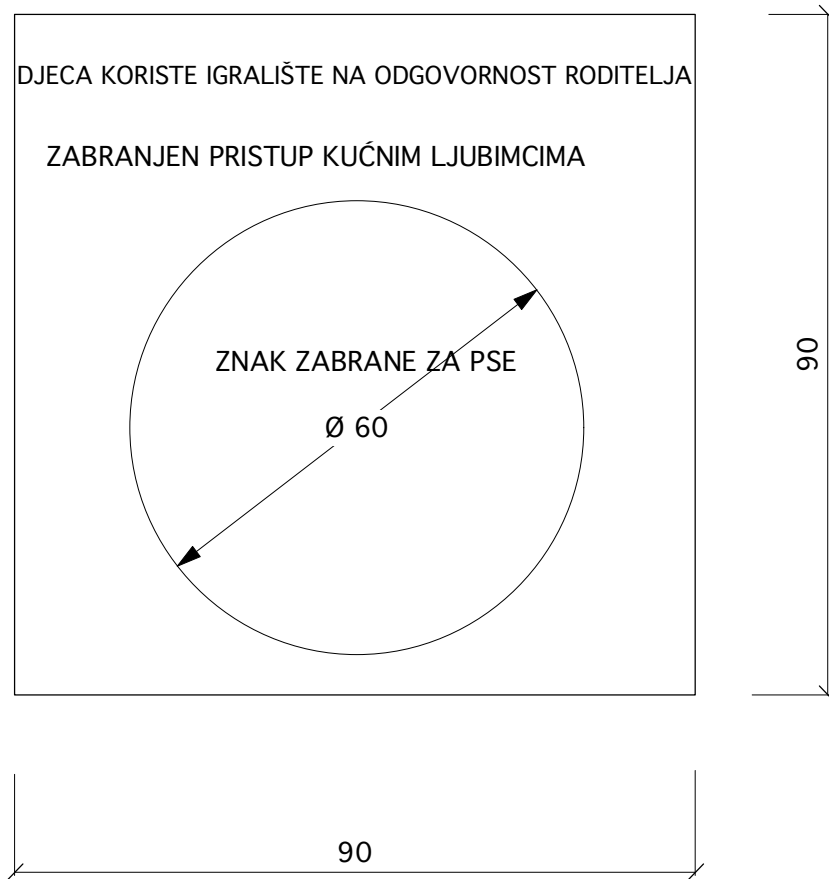 DJECA KORISTE IGRALIŠTE NA ODGOVORNOST RODITELJA
ZABRANJEN PRISTUP KUĆNIM LJUBIMCIMA
ZNAK ZABRANE ZA PSE
Ø 60
90
90